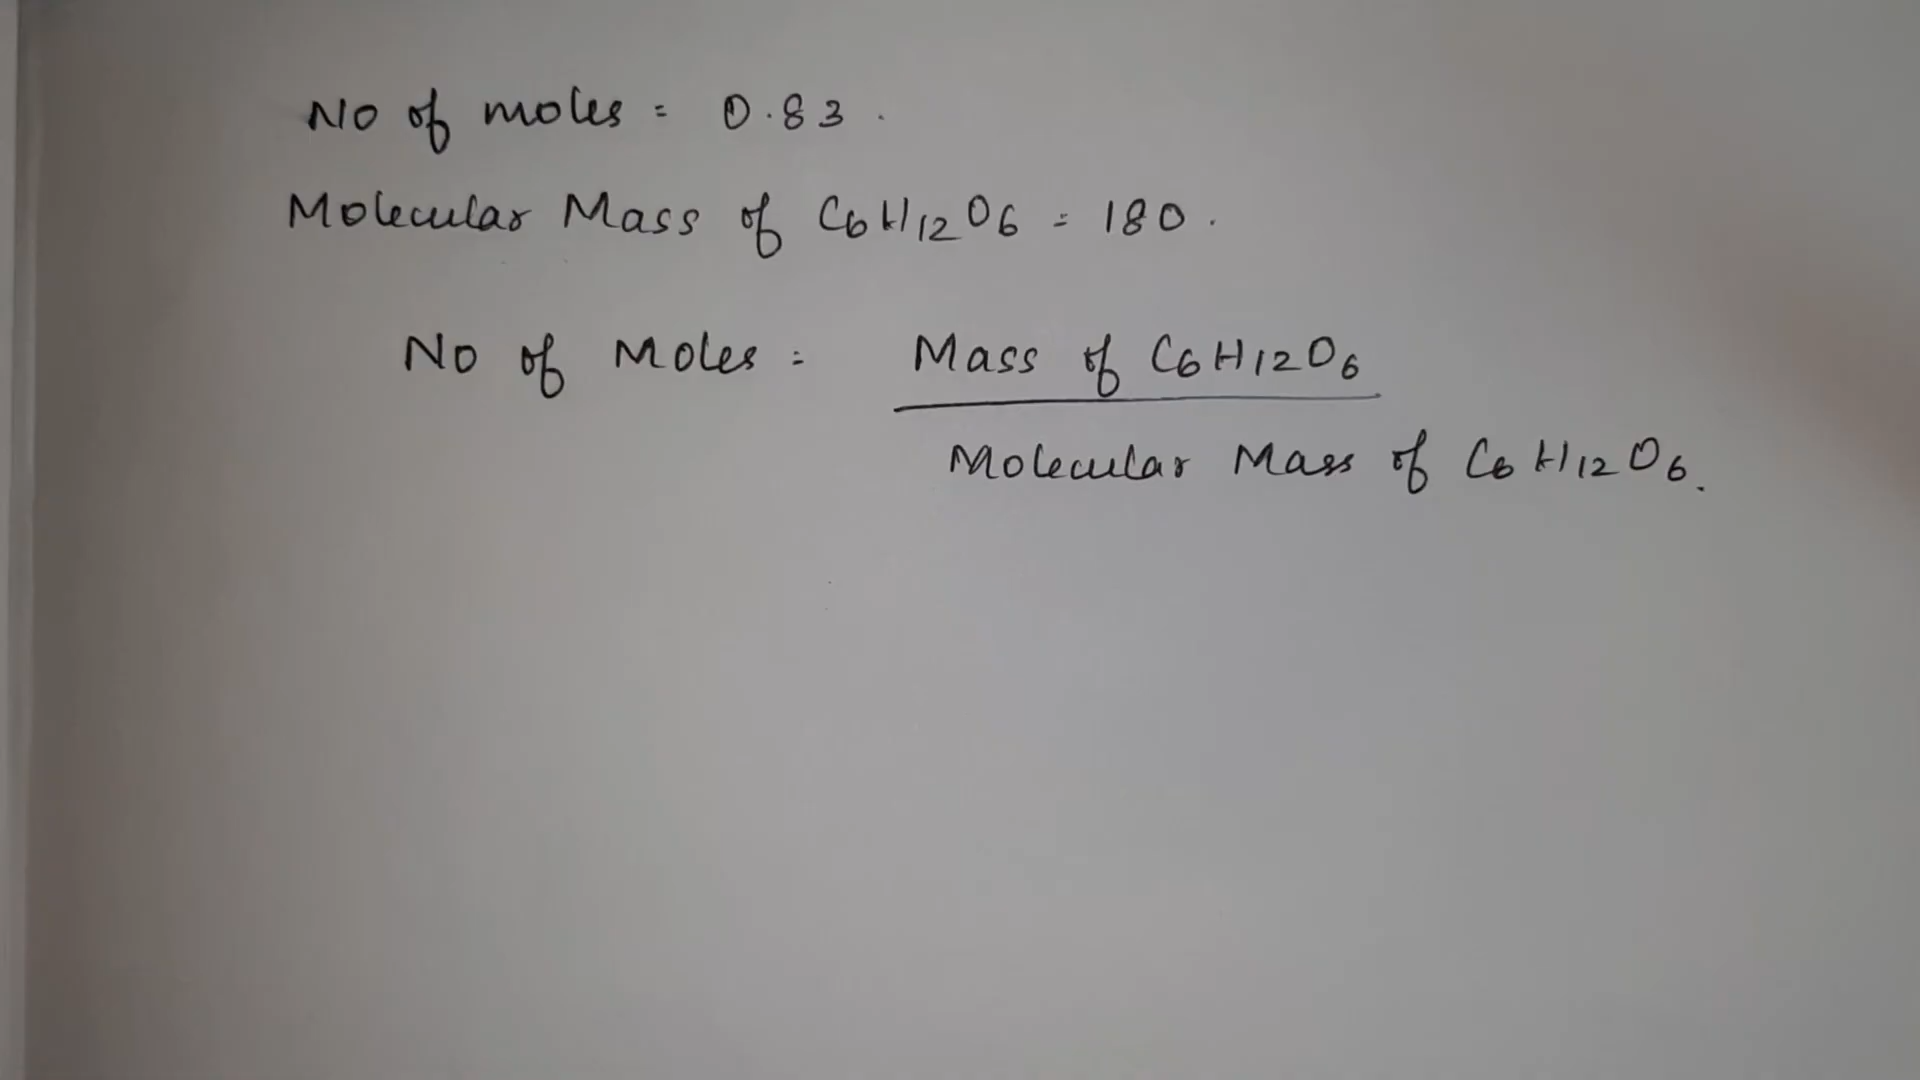 No of moles = 0.83.
Molecular Mass of C6H12O6 = 180.
No of Moles = Mass of C6H12O6
Molecular Mass of C6H12O6.